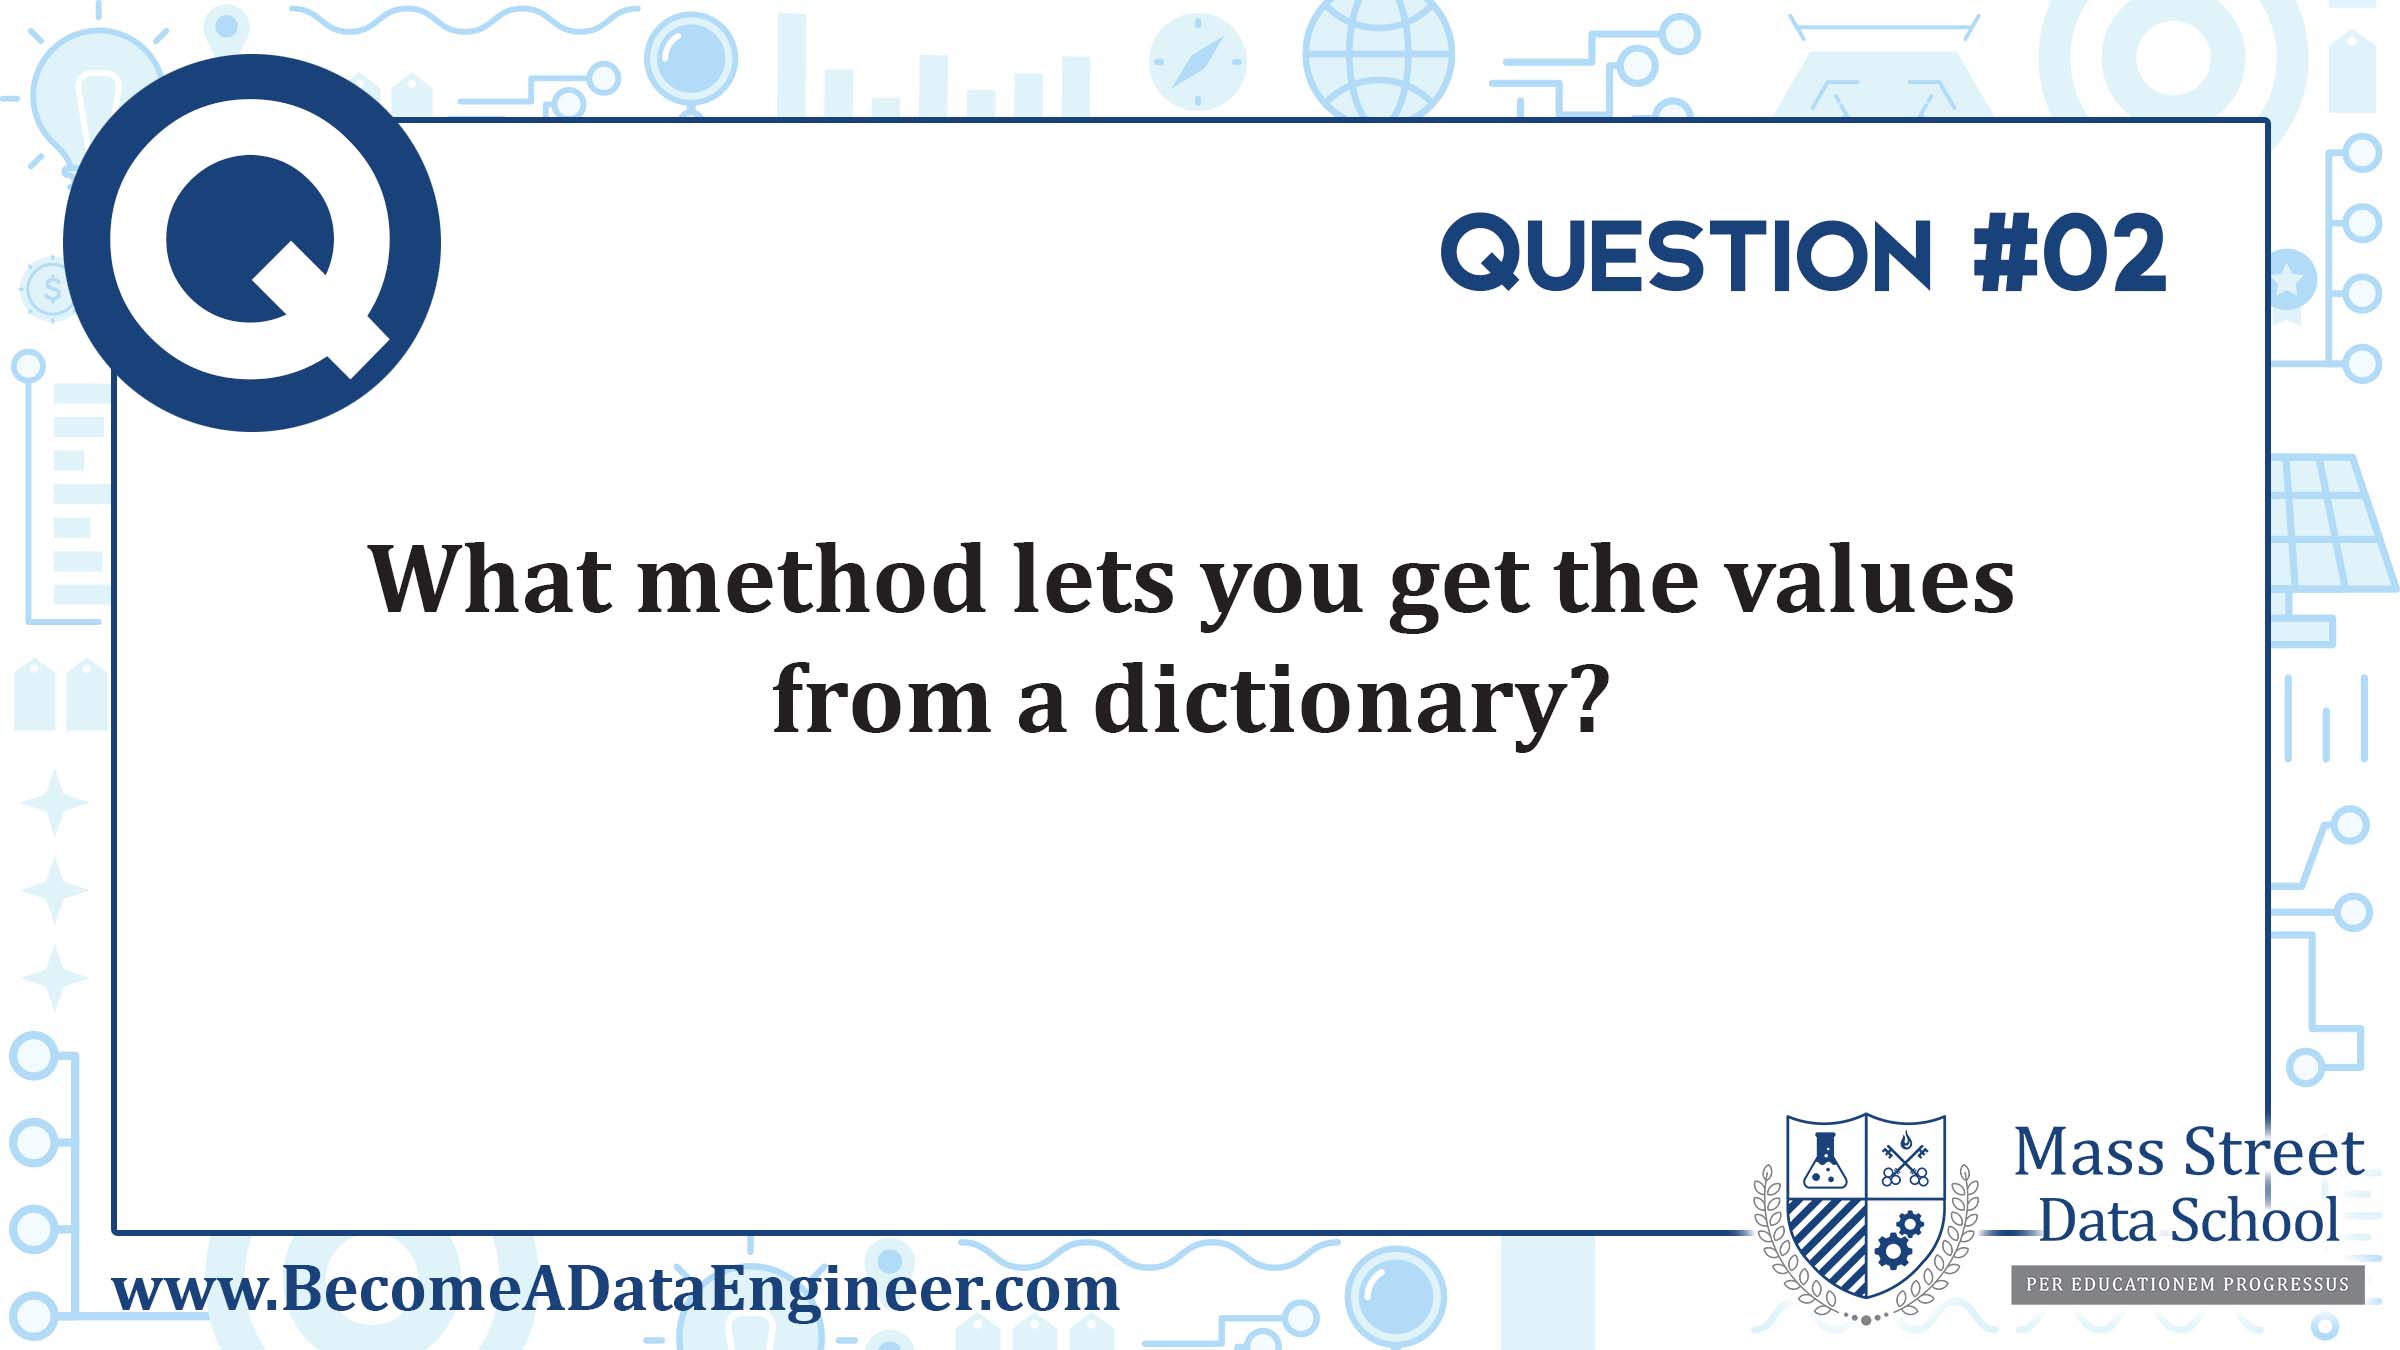 Question #02
What method lets you get the values
from a dictionary?
www.BecomeADataEngineer.com
Mass Street
Data School
PER EDUCATIONEM PROGRESSUS